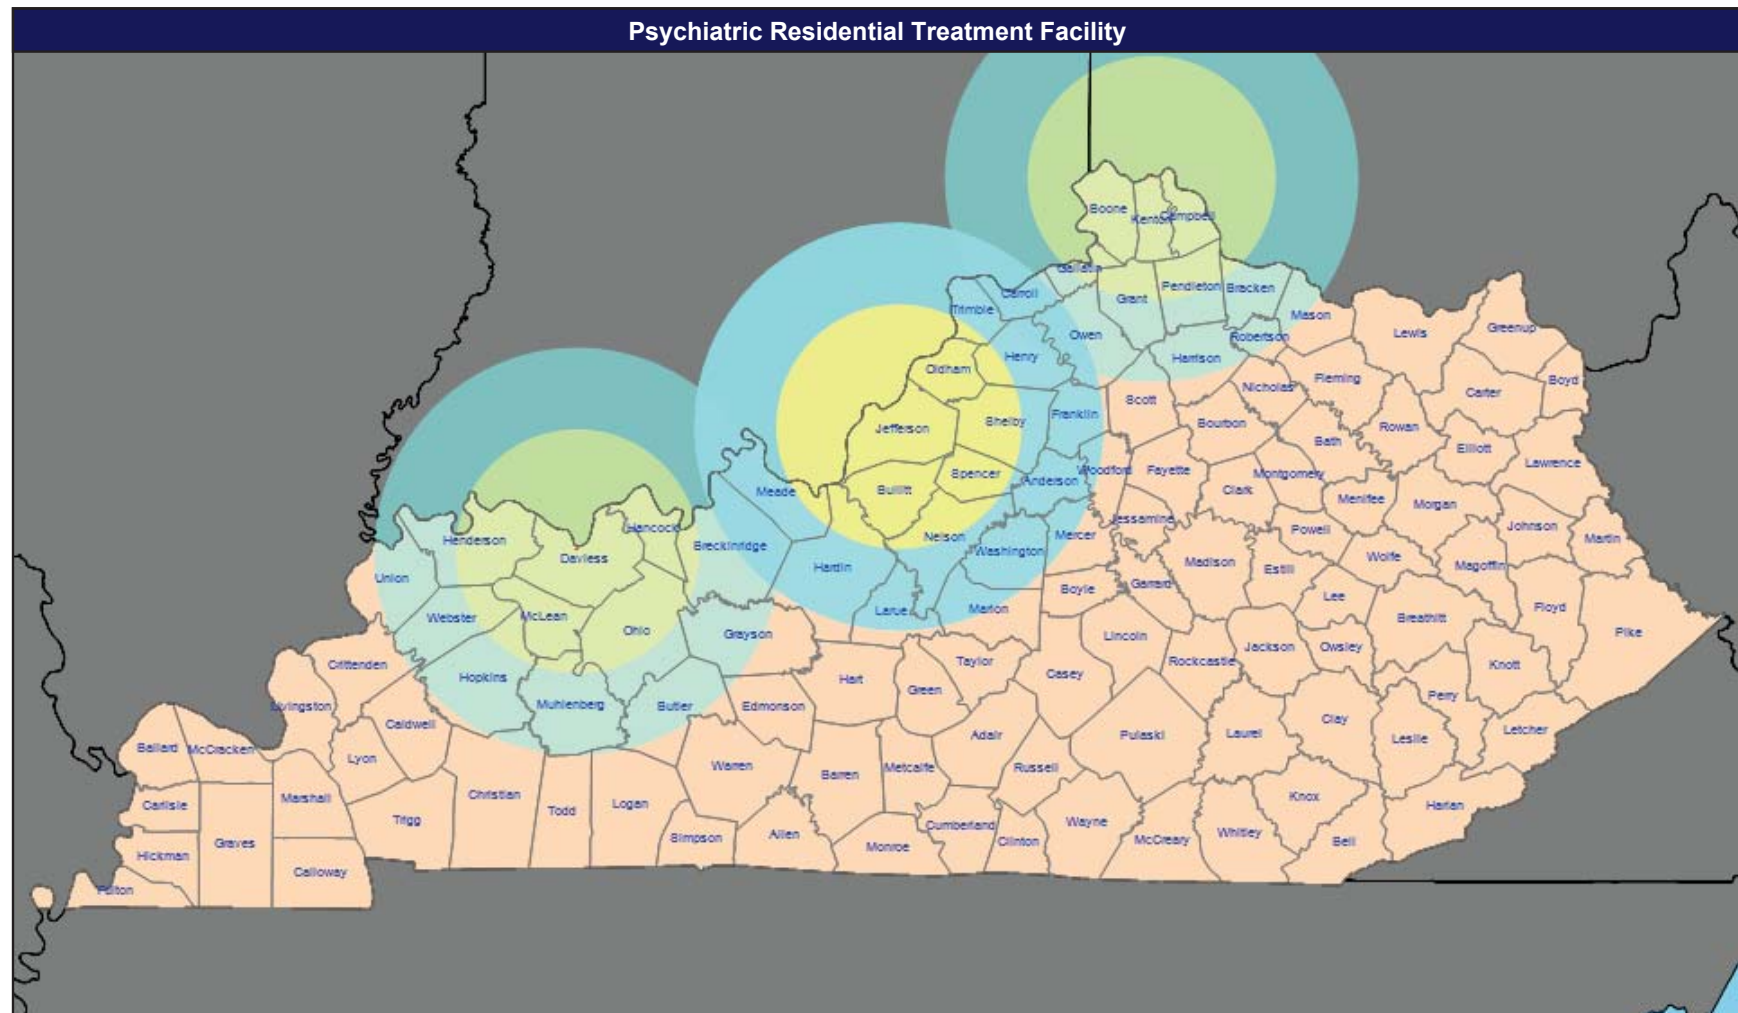 Psychiatric Residential Treatment Facility
Boone
Kenton
Campbell
Gallatin
Carroll
Trimble
Grant
Pendleton
Bracken
Mason
Lewis
Greenup
Owen
Robertson
Henry
Harrison
Oldham
Nicholas
Fleming
Carter
Boyd
Scott
Jefferson
Shelby
Franklin
Bourbon
Rowan
Bath
Elliott
Lawrence
Meade
Bullitt
Spencer
Anderson
Woodford
Fayette
Clark
Montgomery
Menifee
Morgan
Johnson
Martin
Henderson
Hancock
Daviess
Breckinridge
Nelson
Washington
Mercer
Jessamine
Powell
Wolfe
Magoffin
Union
Hardin
Madison
Estill
Lee
Floyd
Pike
Webster
McLean
Ohio
Grayson
Larue
Marion
Boyle
Garrard
Breathitt
Lincoln
Jackson
Owsley
Knott
Crittenden
Hopkins
Hart
Green
Taylor
Casey
Rockcastle
Perry
Livingston
Muhlenberg
Butler
Edmonson
Caldwell
Adair
Pulaski
Laurel
Clay
Leslie
Letcher
Ballard
McCracken
Lyon
Warren
Barren
Metcalfe
Russell
Carlisle
Marshall
Christian
Todd
Logan
Knox
Harlan
Trigg
Simpson
Allen
Monroe
Cumberland
Clinton
Wayne
McCreary
Whitley
Bell
Hickman
Graves
Calloway
Fulton